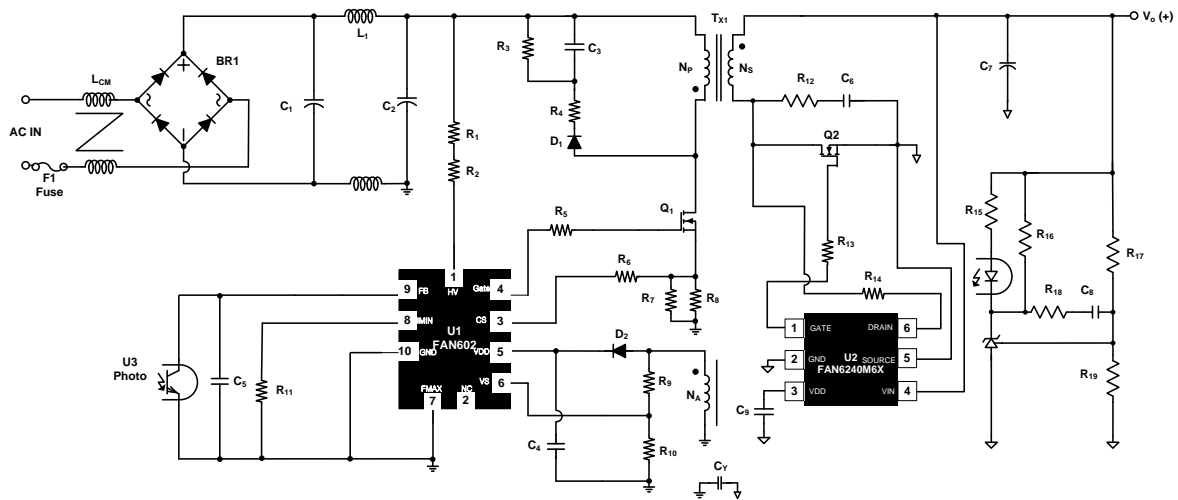 L1
R3
C3
TX1
Vo (+)
LCM
BR1
NP
NS
C7
R12
C6
AC IN
C1
C2
R4
D1
R1
R2
Q2
F1
Fuse
Q1
R5
R15
R16
R13
R17
R6
R14
R18
C8
R7
R8
1
HV
9
FB
Gate
4
8
IMIN
CS
3
U1
FAN602
10
GND
VDD
5
VS
6
FMAX
7
NC
2
U3
Photo
C5
R11
D2
R9
NA
C4
R10
CY
1
GATE
DRAIN
6
2
GND
U2
SOURCE
5
FAN6240M6X
3
VDD
VIN
4
C9
R19